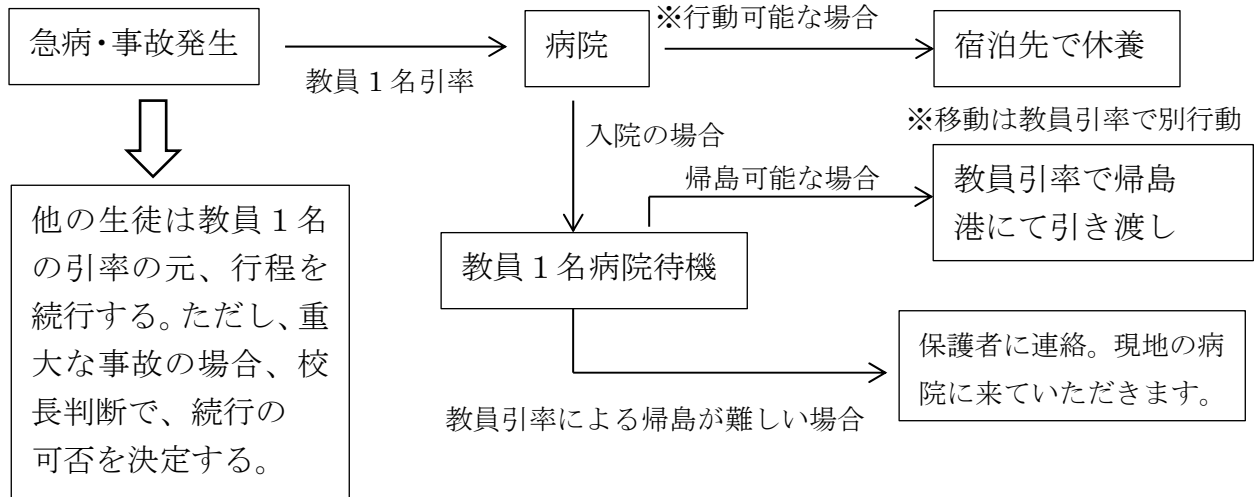 急病・事故発生
教員１名引率
病院
※行動可能な場合
宿泊先で休養
※移動は教員引率で別行動
入院の場合
帰島可能な場合
教員引率で帰島
港にて引き渡し
教員１名病院待機
他の生徒は教員１名
の引率の元、行程を
続行する。ただし、重
大な事故の場合、校
長判断で、続行の
可否を決定する。
保護者に連絡。現地の病
院に来ていただきます。
教員引率による帰島が難しい場合